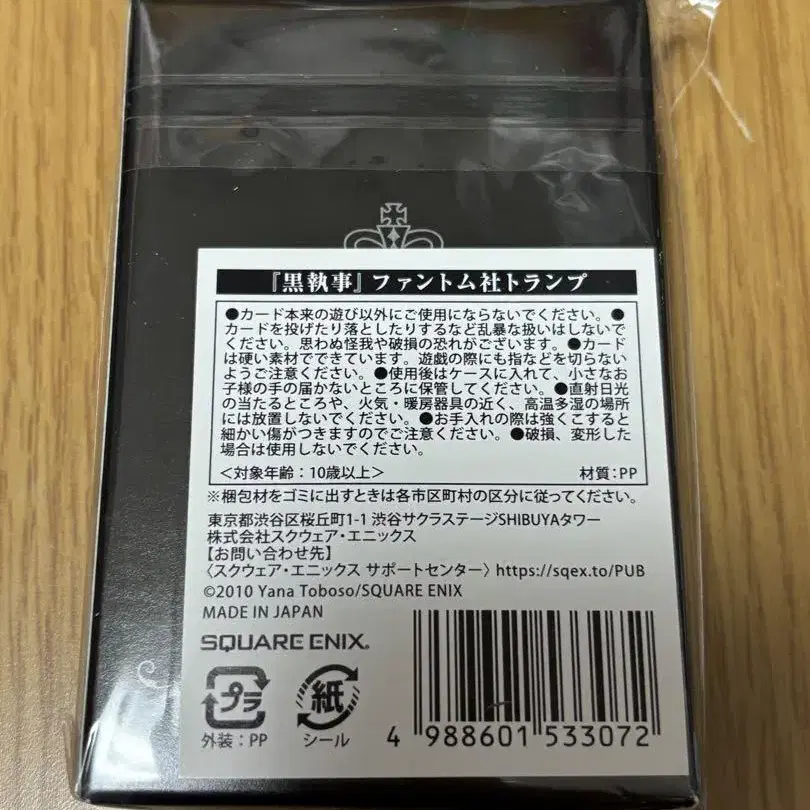 『黒執事』ファントム社トランプ
●カード本来の遊び以外にご使用にならないでください。●
カードを投げたり落としたりするなど乱暴な扱いはしないで
ください。思わぬ怪我や破損の恐れがございます。●カード
は硬い素材でできています。遊戯の際にも指などを切らない
ようご注意ください。●使用後はケースに入れて、小さなお
子様の手の届かないところに保管してください。●直射日光
の当たるところや、火気・暖房器具の近く、高温多湿の場所
には放置しないでください。●お手入れの際は強くこすると
細かい傷がつきますのでご注意ください。●破損、変形した
場合は使用しないでください。
＜対象年齢：10歳以上＞ 材質：PP
※梱包材をゴミに出すときは各市区町村の区分に従ってください。
東京都渋谷区桜丘町1-1 渋谷サクラステージSHIBUYAタワー
株式会社スクウェア・エニックス
【お問い合わせ先】
〈スクウェア・エニックス サポートセンター〉https://sqex.to/PUB
©2010 Yana Toboso/SQUARE ENIX
MADE IN JAPAN
SQUARE ENIX.
プラ 紙
外装：PP シール
4 988601 533072